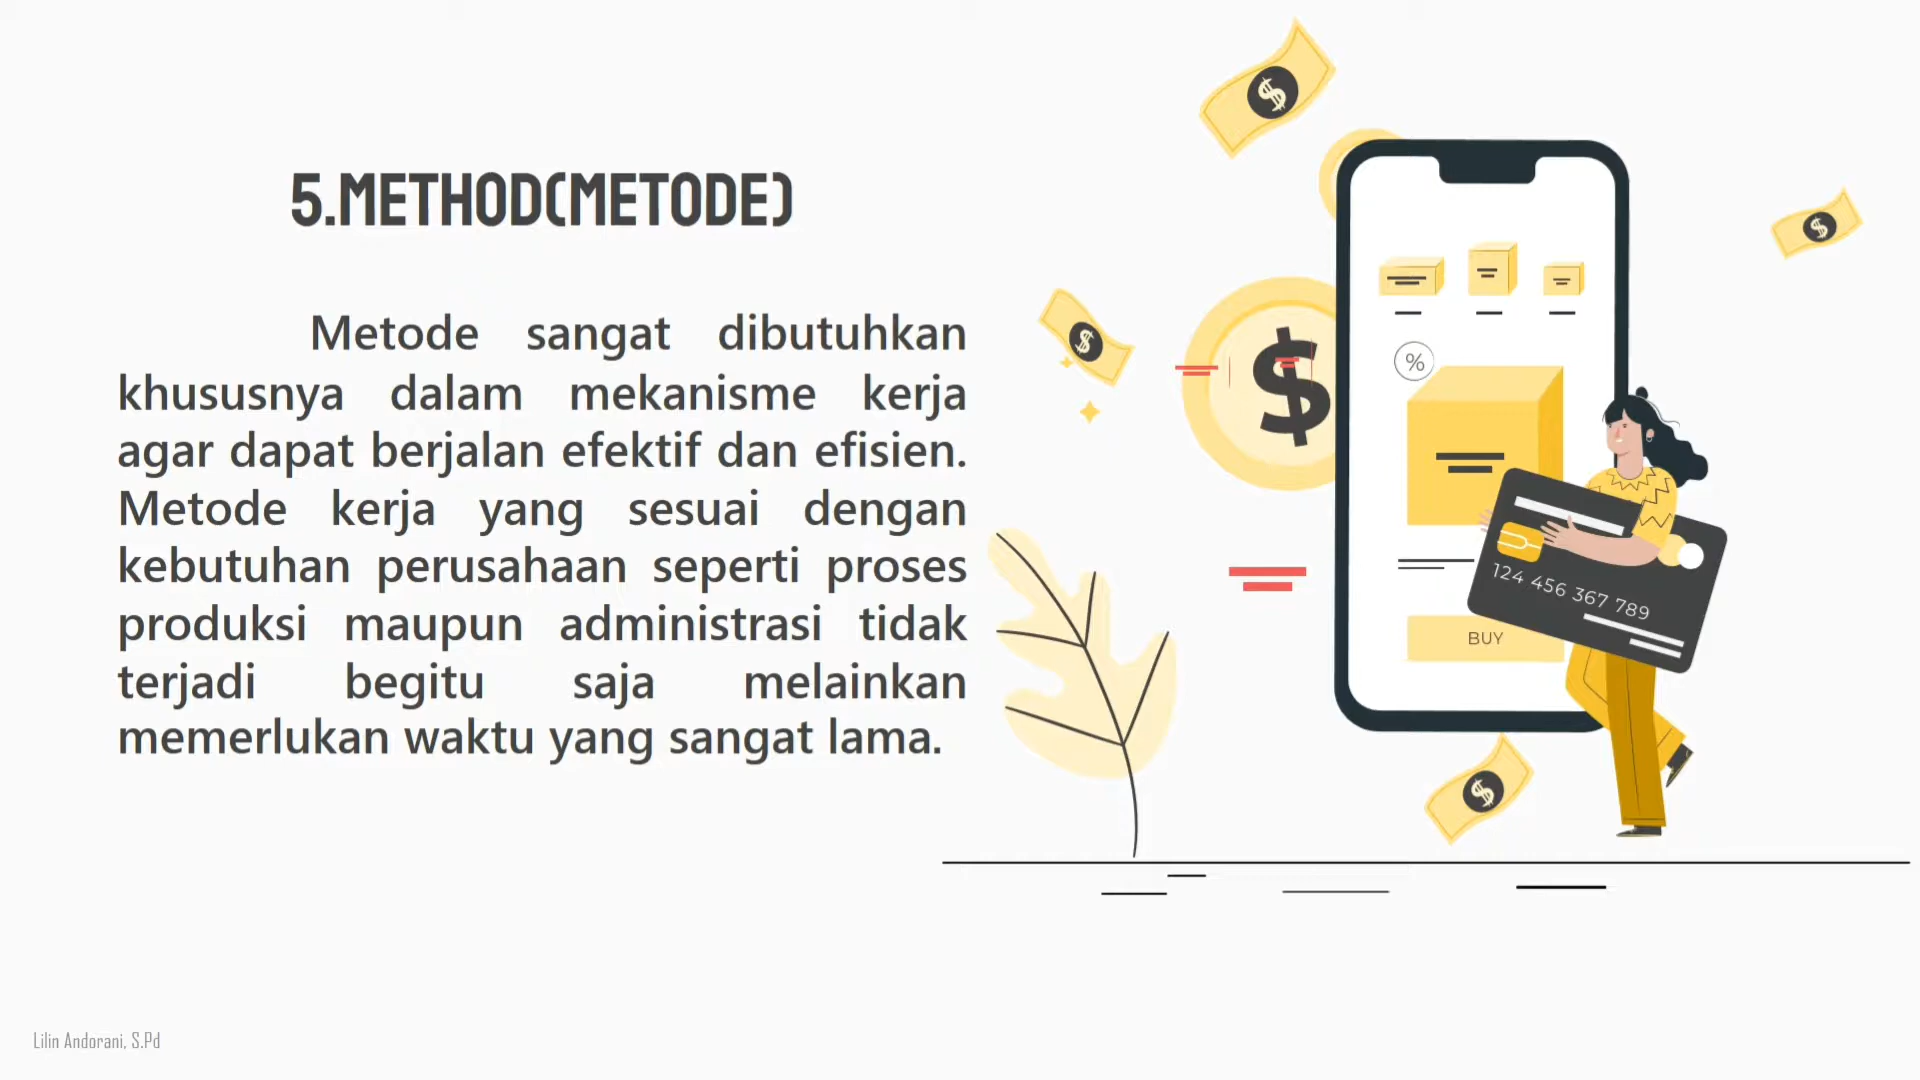 5.METHOD(METODE)
Metode sangat dibutuhkan
khususnya dalam mekanisme kerja
agar dapat berjalan efektif dan efisien.
Metode kerja yang sesuai dengan
kebutuhan perusahaan seperti proses
produksi maupun administrasi tidak
terjadi begitu saja melainkan
memerlukan waktu yang sangat lama.
$
$
$
$
$
%
124 456 367 789
BUY
Lilin Andorani, S.Pd